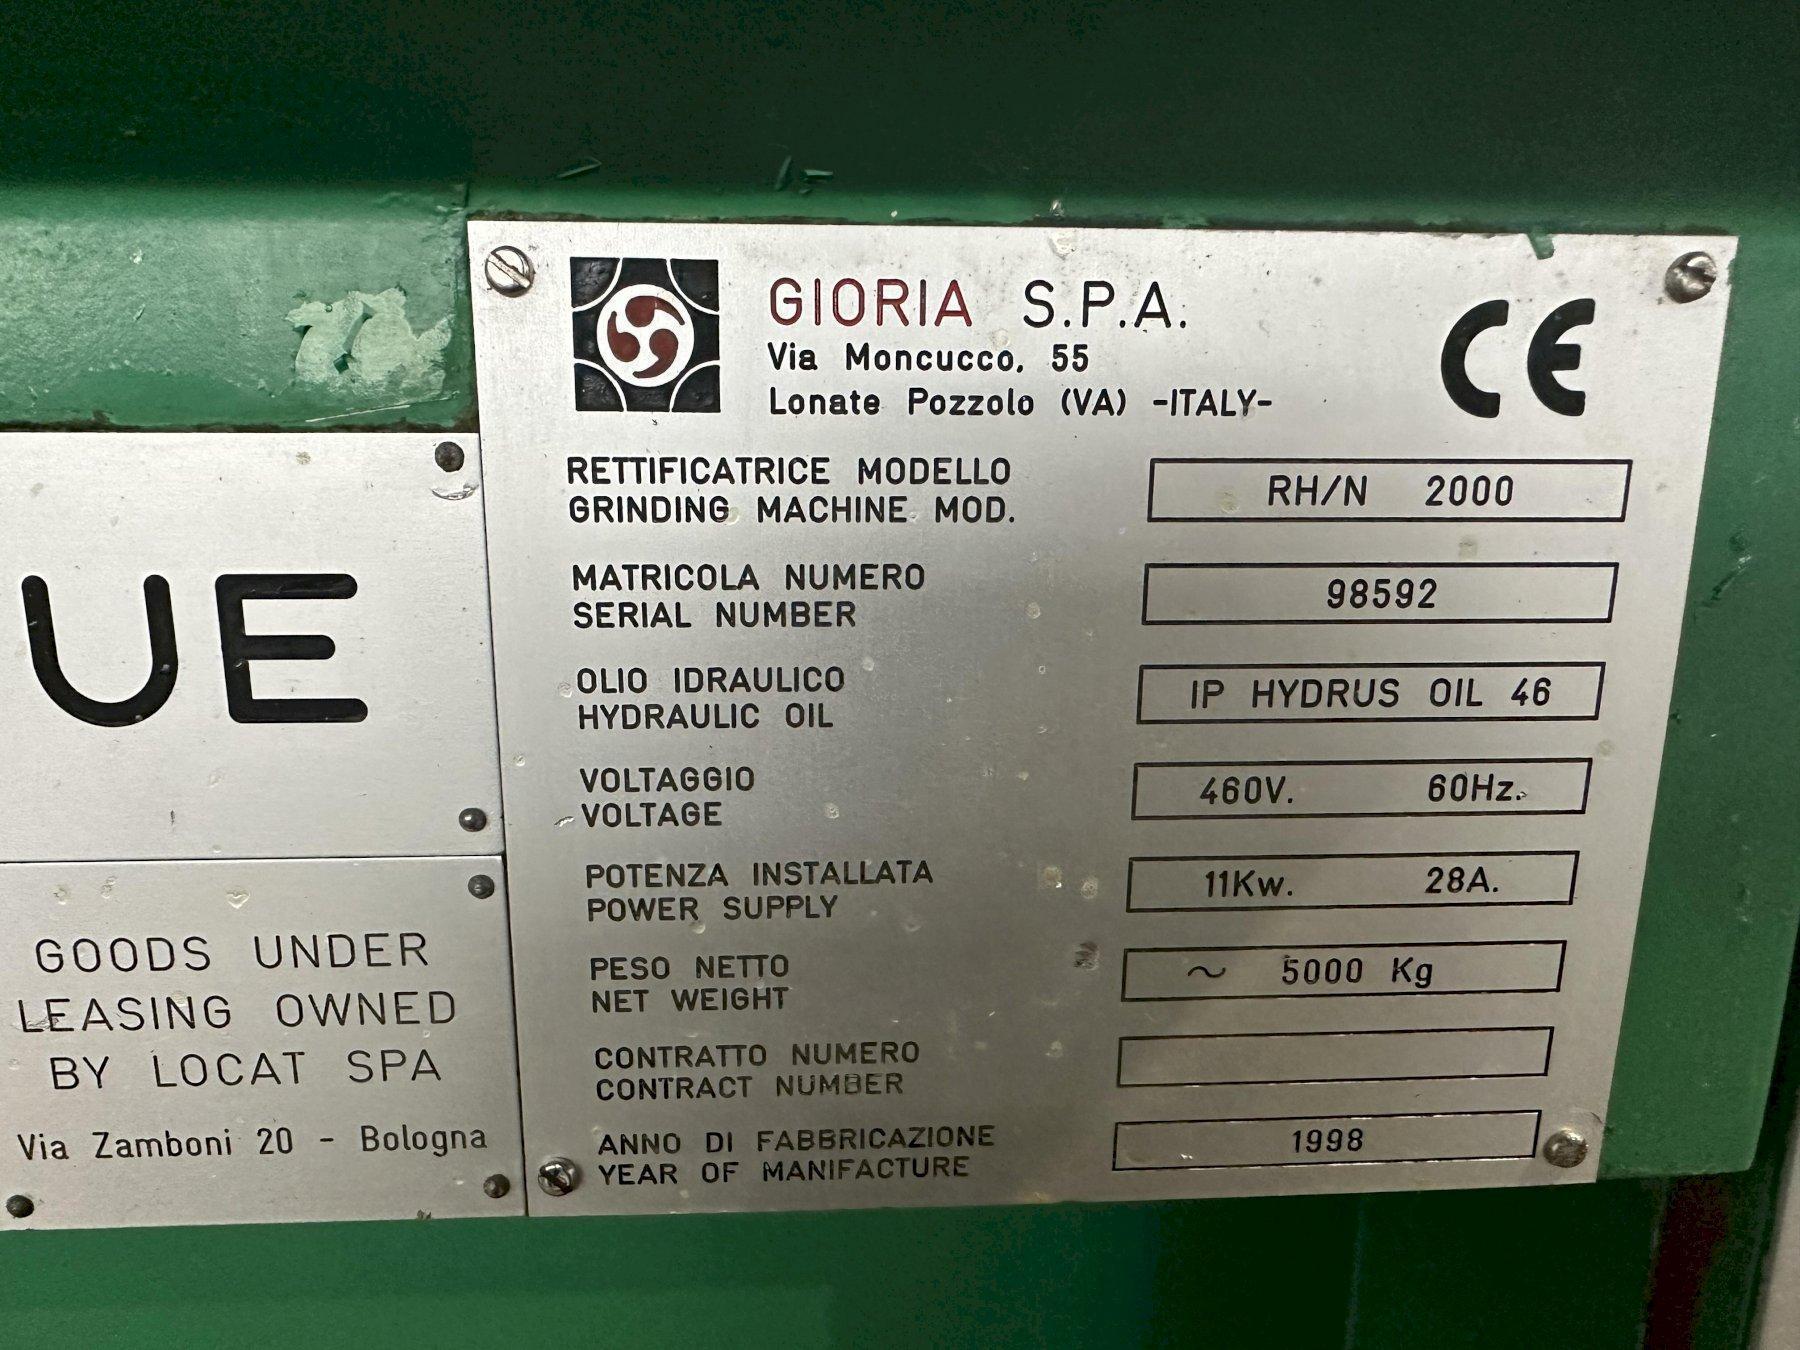 GIORIA S.P.A.
Via Moncucco, 55
Lonate Pozzolo (VA) -ITALY-
CE
RETTIFICATRICE MODELLO
GRINDING MACHINE MOD.
RH/N 2000
MATRICOLA NUMERO
SERIAL NUMBER
98592
OLIO IDRAULICO
HYDRAULIC OIL
IP HYDRUS OIL 46
VOLTAGGIO
VOLTAGE
460V. 60Hz.
POTENZA INSTALLATA
POWER SUPPLY
11Kw. 28A.
PESO NETTO
NET WEIGHT
~ 5000 Kg
CONTRATTO NUMERO
CONTRACT NUMBER
ANNO DI FABBRICAZIONE
YEAR OF MANIFACTURE
1998
UE
GOODS UNDER
LEASING OWNED
BY LOCAT SPA
Via Zamboni 20 - Bologna